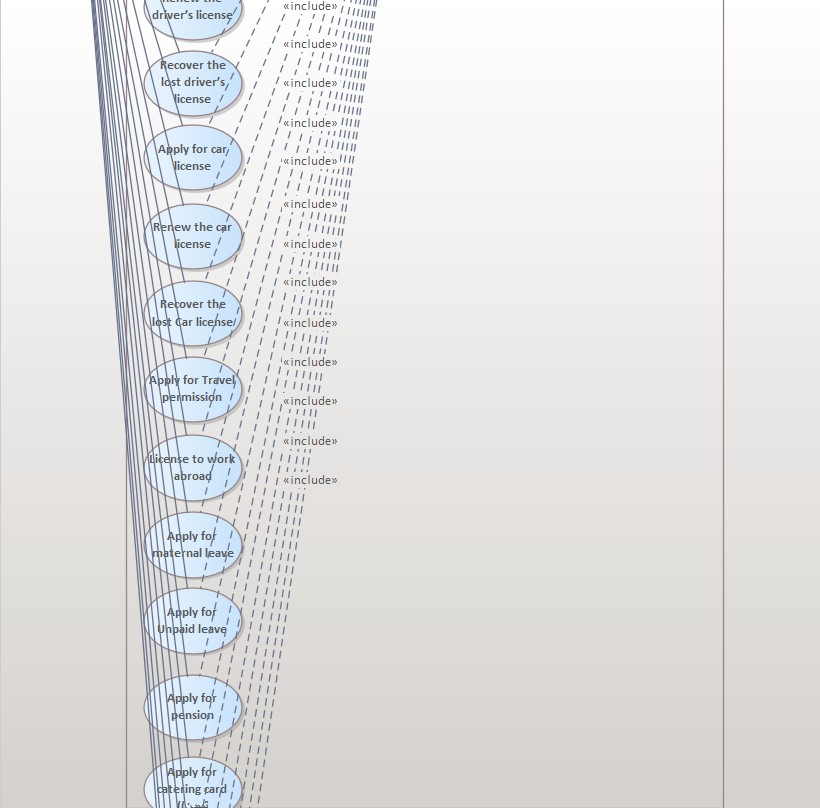 Renew the
driver's license
Recover the
lost driver's
license
Apply for car
license
Renew the car
license
Recover the
lost Car license
Apply for Travel
permission
License to work
abroad
Apply for
maternal leave
Apply for
Unpaid leave
Apply for
pension
Apply for
catering card
«include»
«include»
«include»
«include»
«include»
«include»
«include»
«include»
«include»
«include»
«include»
«include»
«include»